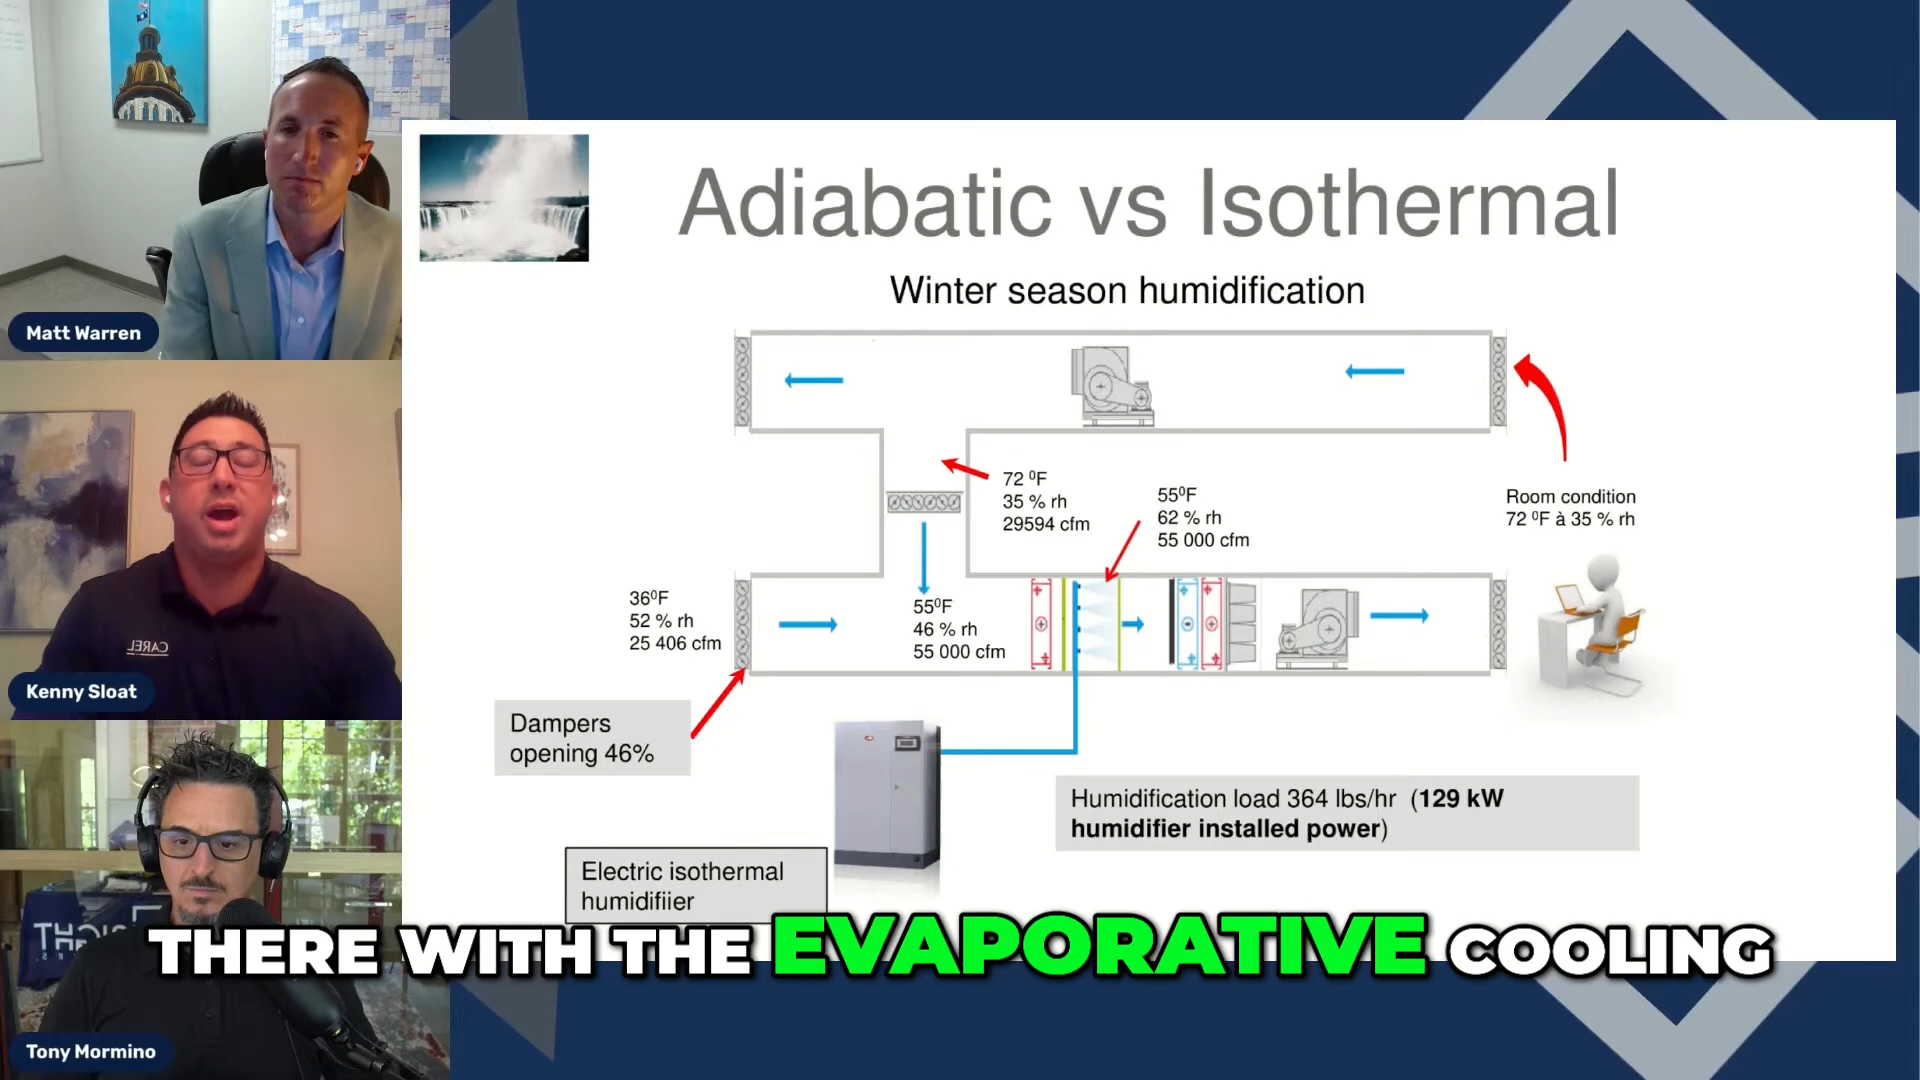 Matt Warren
Adiabatic vs Isothermal
Winter season humidification
72 ⁰F
35 % rh
29594 cfm
55⁰F
62 % rh
55 000 cfm
Room condition
72 ⁰F à 35 % rh
36⁰F
52 % rh
25 406 cfm
55⁰F
46 % rh
55 000 cfm
CAREL
Kenny Sloat
Dampers
opening 46%
Humidification load 364 lbs/hr (129 kW
humidifier installed power)
Electric isothermal
humidifiier
THERE WITH THE EVAPORATIVE COOLING
Tony Mormino